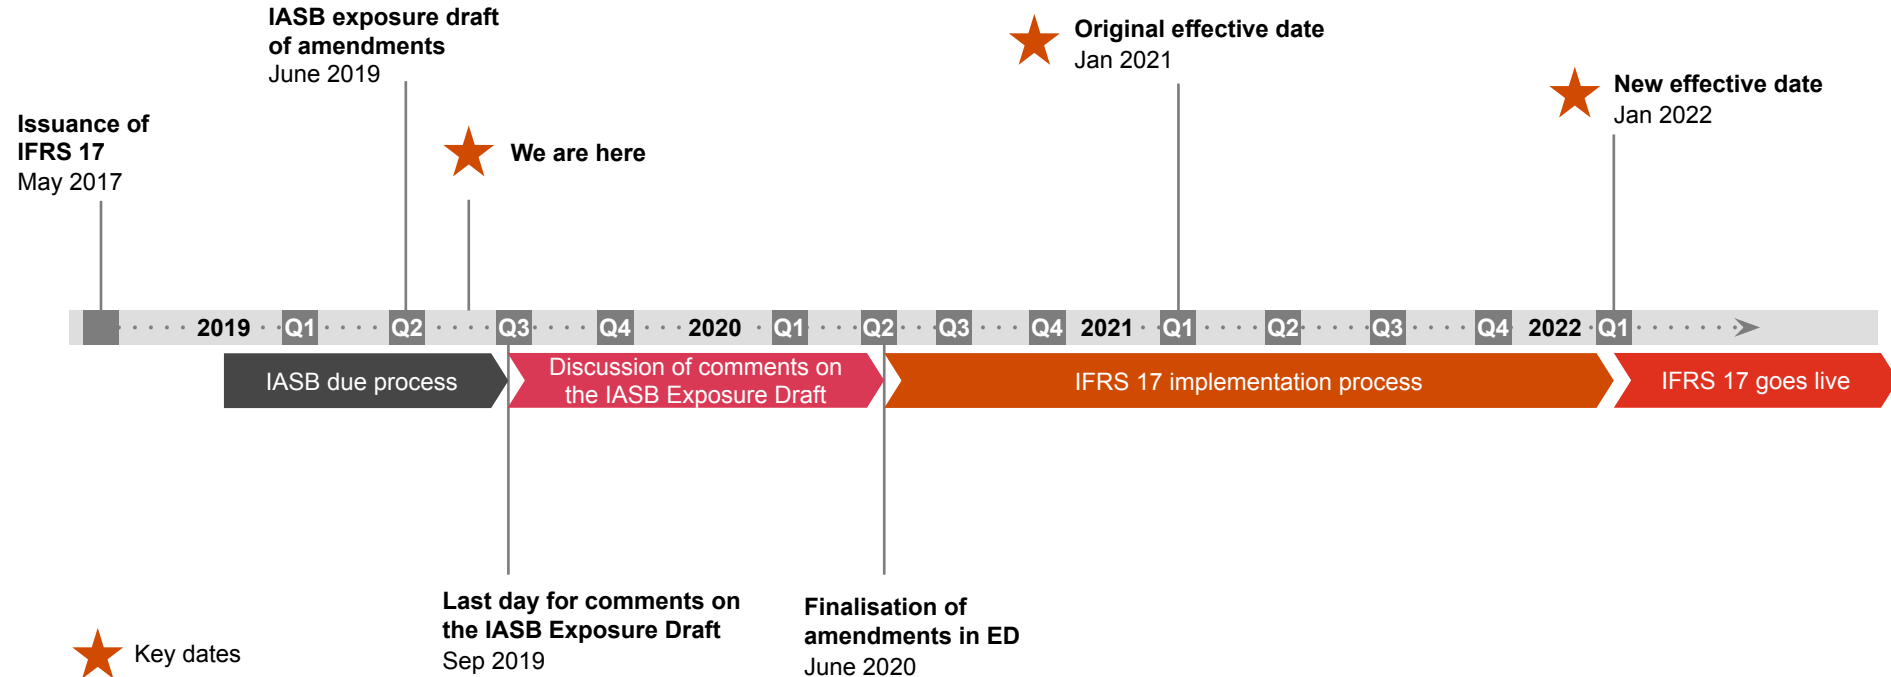 IASB exposure draft
of amendments
June 2019
Original effective date
Jan 2021
New effective date
Jan 2022
Issuance of
IFRS 17
May 2017
We are here
2019 Q1 Q2 Q3 Q4 2020 Q1 Q2 Q3 Q4 2021 Q1 Q2 Q3 Q4 2022 Q1
IASB due process
Discussion of comments on
the IASB Exposure Draft
IFRS 17 implementation process
IFRS 17 goes live
Last day for comments on
the IASB Exposure Draft
Sep 2019
Finalisation of
amendments in ED
June 2020
Key dates